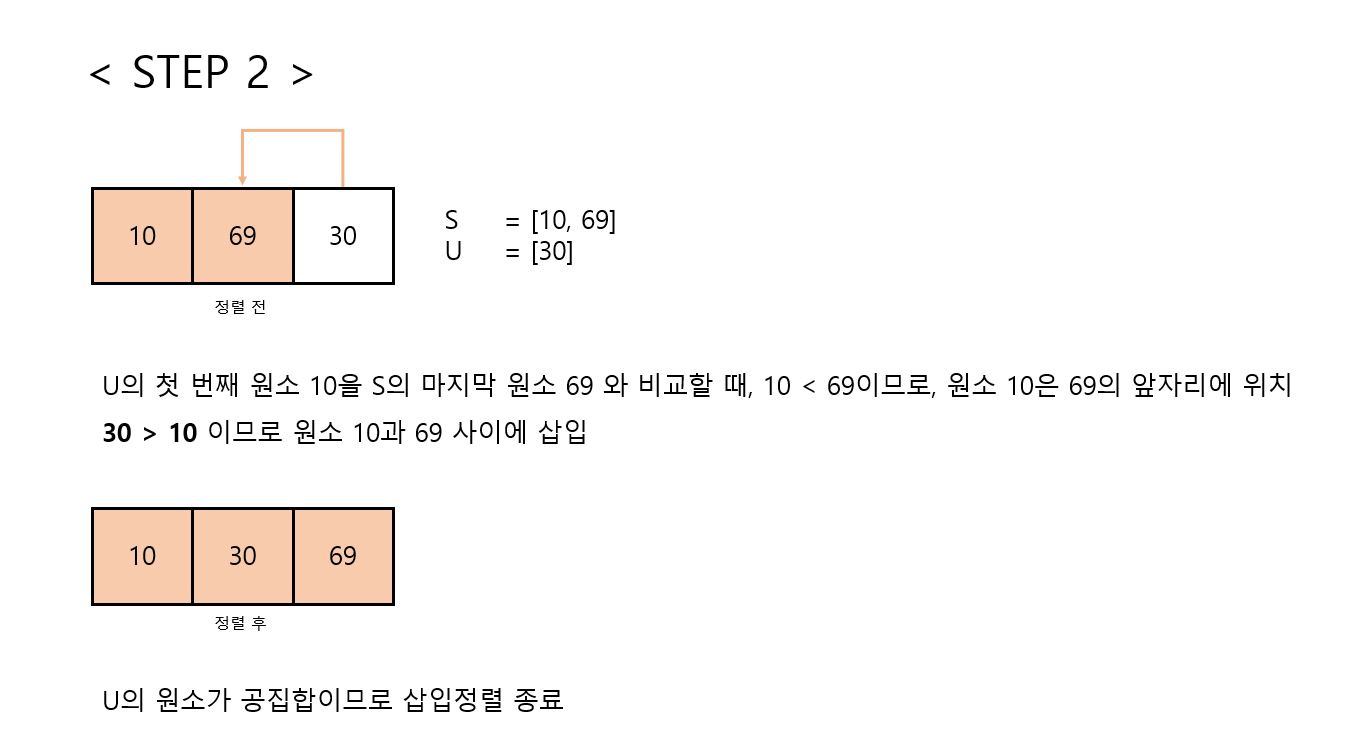 < STEP 2 >
10 69 30
S = [10, 69]
U = [30]
정렬 전
U의 첫 번째 원소 10을 S의 마지막 원소 69 와 비교할 때, 10 < 69이므로, 원소 10은 69의 앞자리에 위치
30 > 10 이므로 원소 10과 69 사이에 삽입
10 30 69
정렬 후
U의 원소가 공집합이므로 삽입정렬 종료